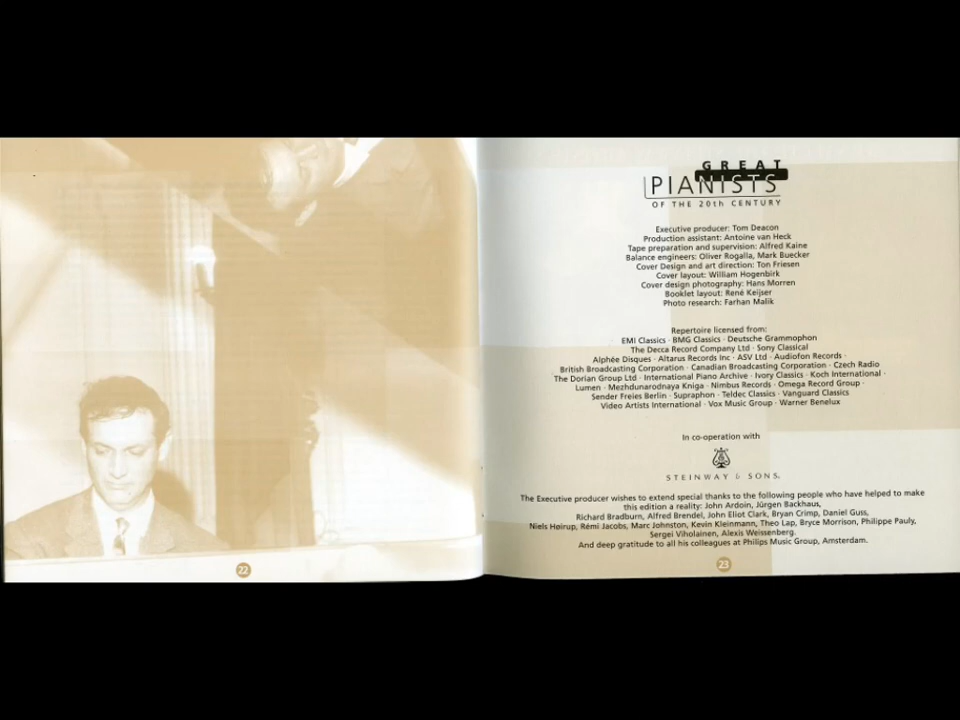 GREAT
PIANISTS
OF THE 20th CENTURY
Executive producer: Tom Deacon
Production assistant: Antoine van Heck
Tape preparation and supervision: Alfred Kaine
Balance engineers: Oliver Rogalla, Mark Buecker
Cover Design and art direction: Ton Friesen
Cover layout: William Hogenbirk
Cover design photography: Hans Morren
Booklet layout: René Keijser
Photo research: Farhan Malik
Repertoire licensed from:
EMI Classics · BMG Classics · Deutsche Grammophon
The Decca Record Company Ltd · Sony Classical
Alphée Disques · Altarus Records Inc · ASV Ltd · Audiofon Records ·
British Broadcasting Corporation · Canadian Broadcasting Corporation · Czech Radio
The Dorian Group Ltd · International Piano Archive · Ivory Classics · Koch International ·
Lumen · Mezhdunarodnaya Kniga · Nimbus Records · Omega Record Group ·
Sender Freies Berlin · Supraphon · Teldec Classics · Vanguard Classics
Video Artists International · Vox Music Group · Warner Benelux
In co-operation with
STEINWAY & SONS
The Executive producer wishes to extend special thanks to the following people who have helped to make
this edition a reality: John Ardoin, Jürgen Backhaus,
Richard Bradburn, Alfred Brendel, John Eliot Clark, Bryan Crimp, Daniel Guss,
Niels Høirup, Rémi Jacobs, Marc Johnston, Kevin Kleinmann, Theo Lap, Bryce Morrison, Philippe Pauly,
Sergei Viholainen, Alexis Weissenberg.
And deep gratitude to all his colleagues at Philips Music Group, Amsterdam.
22
23